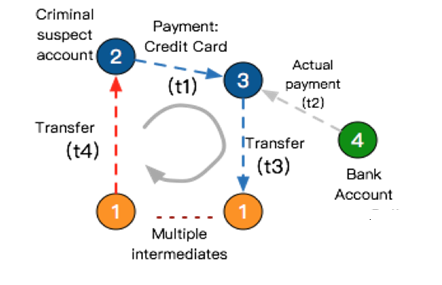 Criminal
suspect
account
2
Payment:
Credit Card
(t1)
3
Actual
payment
(t2)
4
Bank
Account
Transfer
(t4)
Transfer
(t3)
1
1
Multiple
intermediates